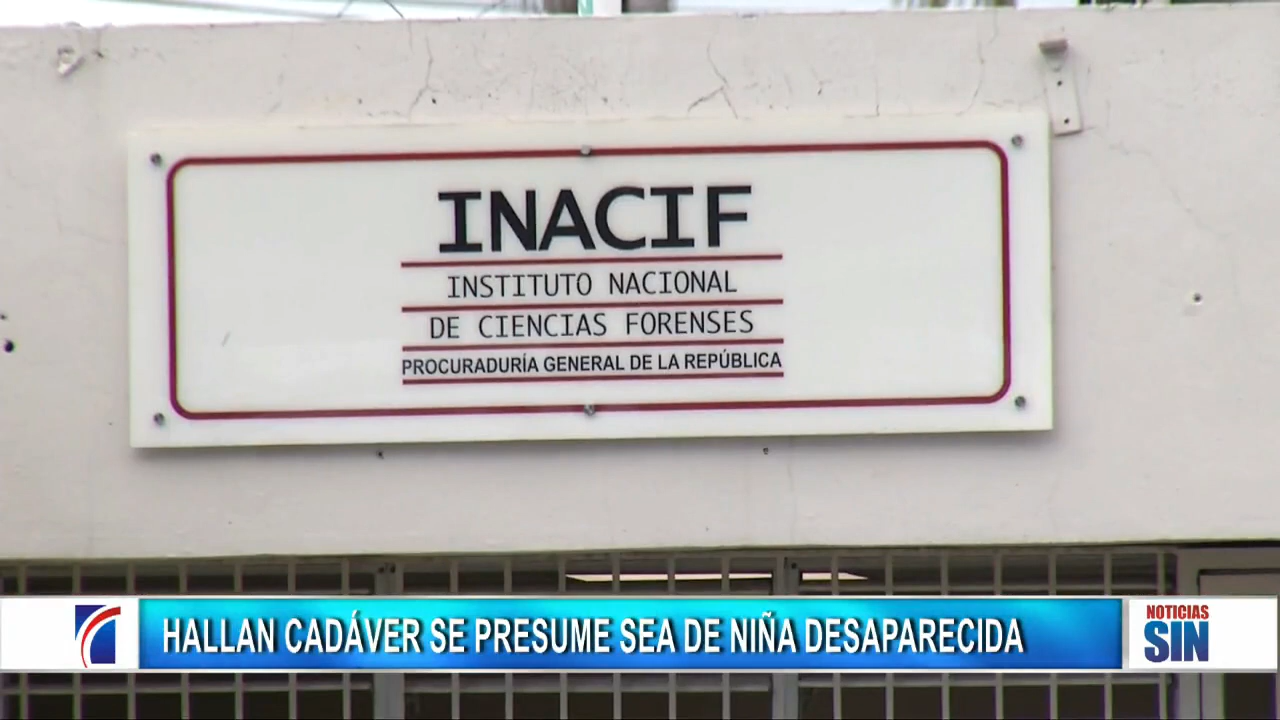 INACIF
INSTITUTO NACIONAL
DE CIENCIAS FORENSES
PROCURADURÍA GENERAL DE LA REPÚBLICA
HALLAN CADÁVER SE PRESUME SEA DE NIÑA DESAPARECIDA
NOTICIAS
SIN